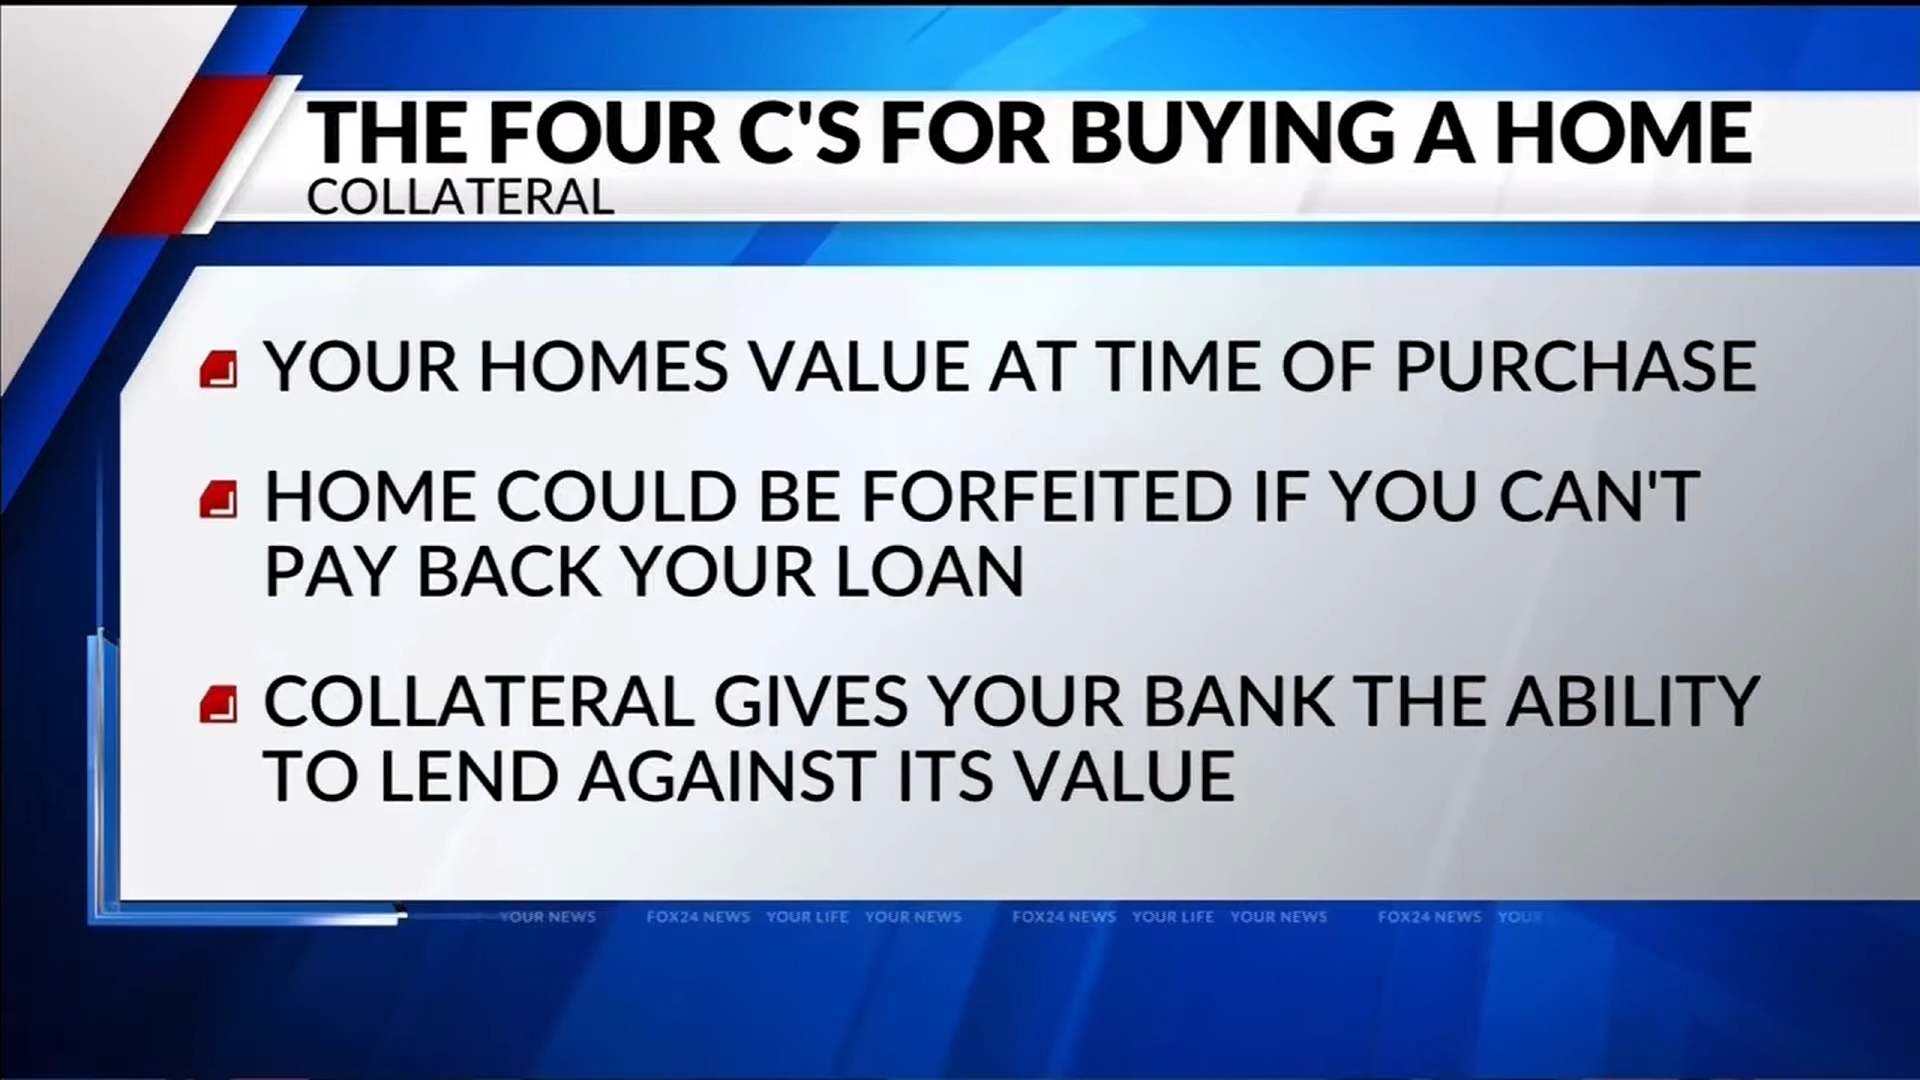 THE FOUR C'S FOR BUYING A HOME
COLLATERAL
YOUR HOMES VALUE AT TIME OF PURCHASE
HOME COULD BE FORFEITED IF YOU CAN'T
PAY BACK YOUR LOAN
COLLATERAL GIVES YOUR BANK THE ABILITY
TO LEND AGAINST ITS VALUE
YOUR NEWS FOX24 NEWS YOUR LIFE YOUR NEWS FOX24 NEWS YOUR LIFE YOUR NEWS FOX24 NEWS YOUR